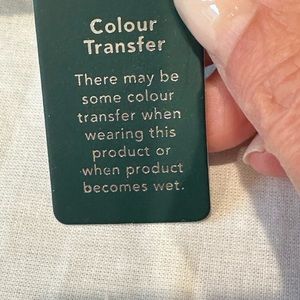 Colour
Transfer
There may be
some colour
transfer when
wearing this
product or
when product
becomes wet.